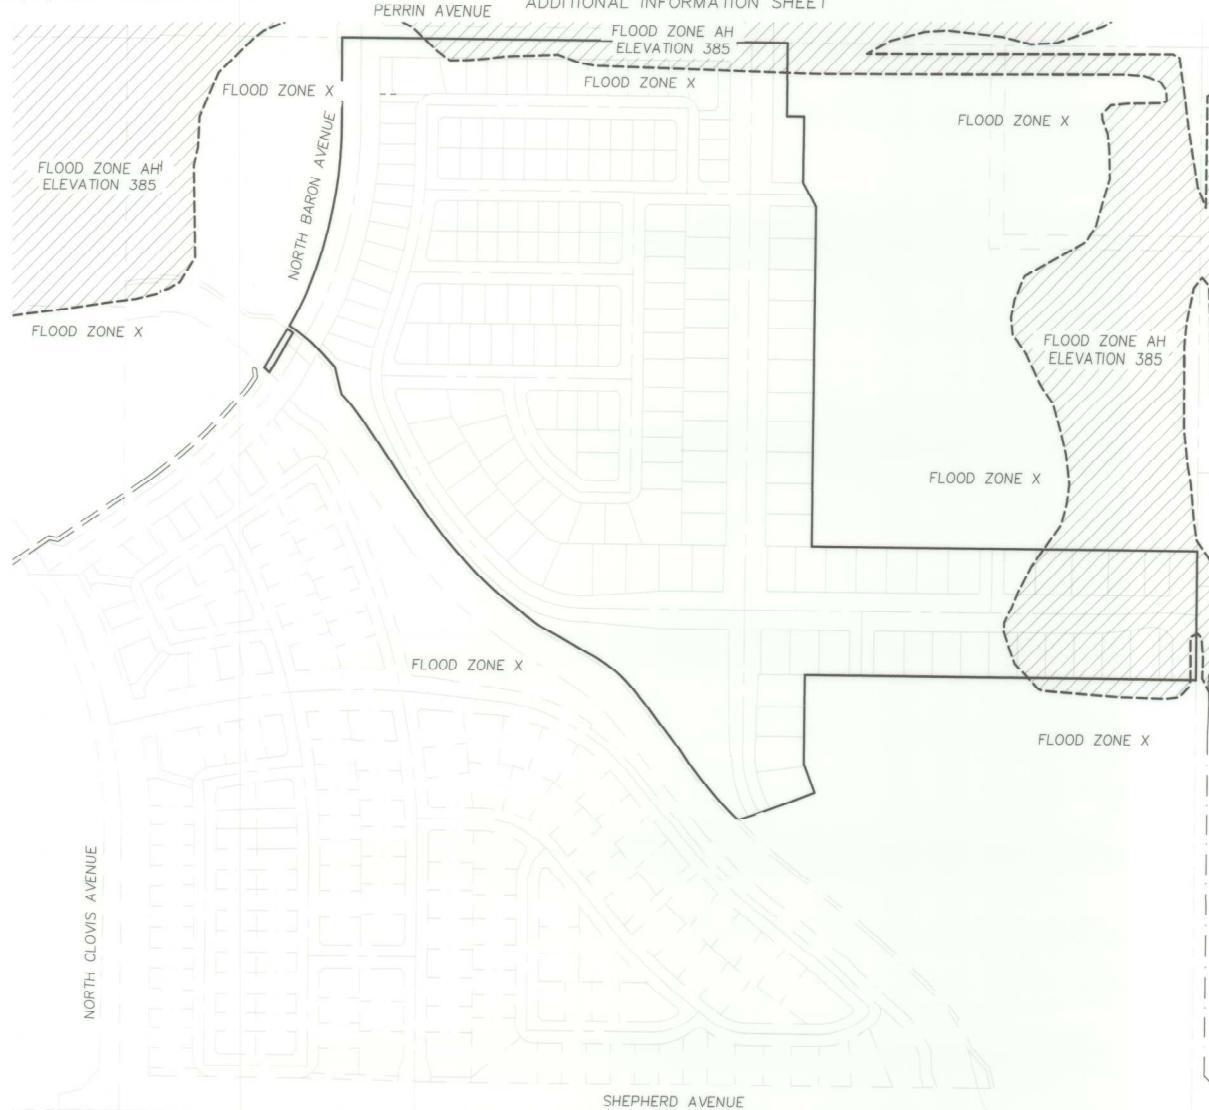 ADDITIONAL INFORMATION SHEET
PERRIN AVENUE
FLOOD ZONE AH
ELEVATION 385
FLOOD ZONE X
FLOOD ZONE X
FLOOD ZONE X
NORTH BARON AVENUE
FLOOD ZONE AH
ELEVATION 385
FLOOD ZONE X
FLOOD ZONE AH
ELEVATION 385
FLOOD ZONE X
FLOOD ZONE X
FLOOD ZONE X
NORTH CLOVIS AVENUE
SHEPHERD AVENUE